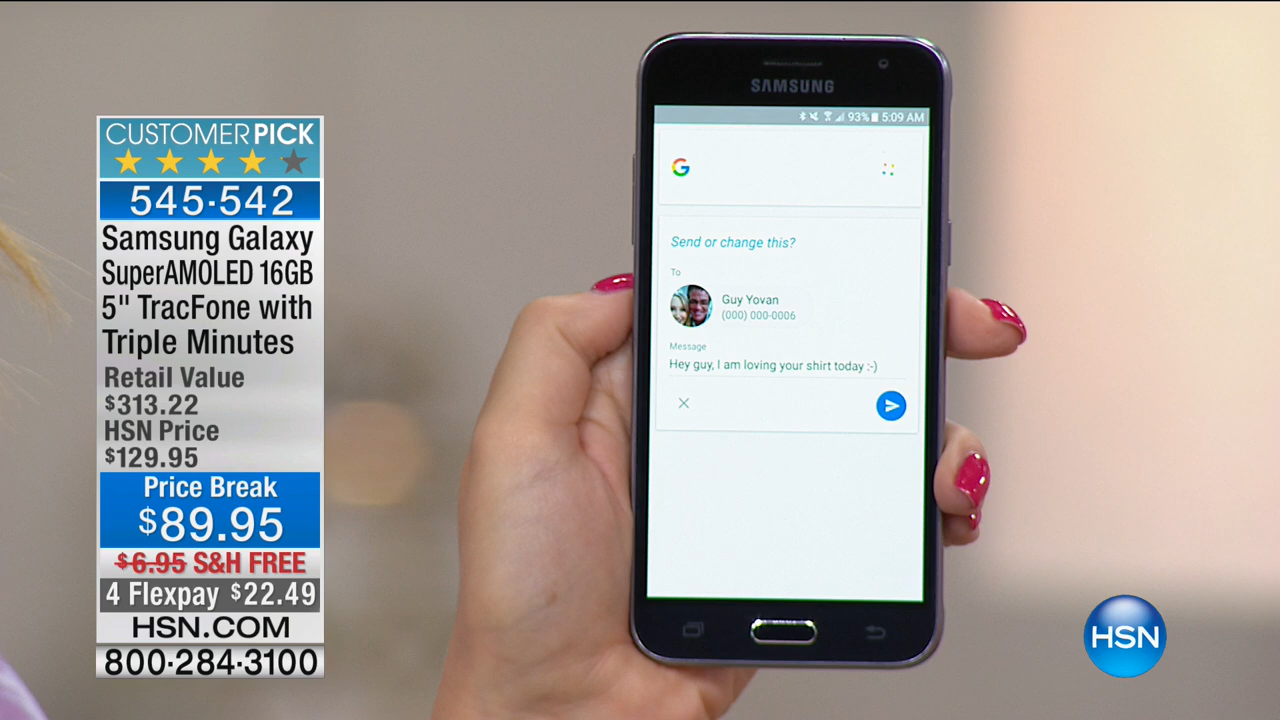 CUSTOMER PICK
545-542
Samsung Galaxy
SuperAMOLED 16GB
5" TracFone with
Triple Minutes
Retail Value
$313.22
HSN Price
$129.95
Price Break
$89.95
$6.95 S&H FREE
4 Flexpay $22.49
HSN.COM
800-284-3100
SAMSUNG
93% 5:09 AM
G
Send or change this?
To
Guy Yovan
(000) 000-0006
Message
Hey guy, I am loving your shirt today :-)
HSN